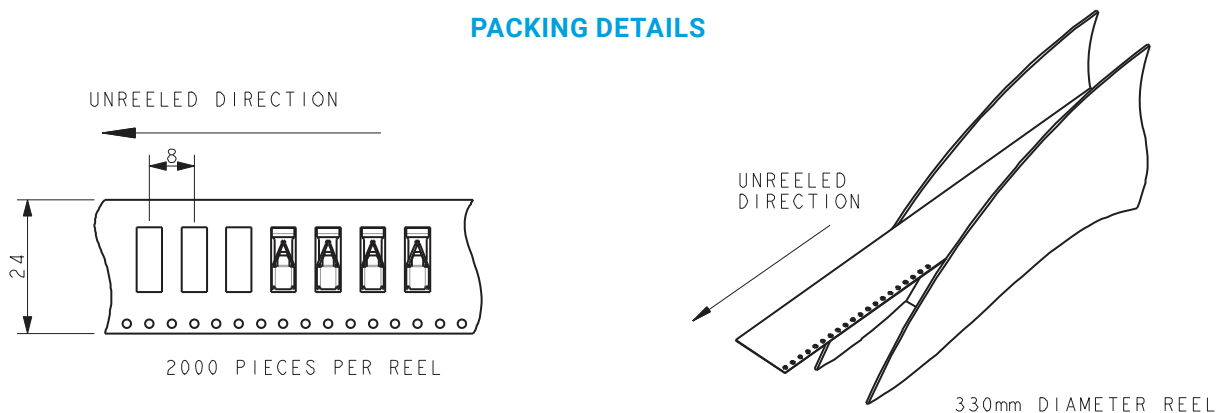 PACKING DETAILS
UNREELED DIRECTION
8
24
2000 PIECES PER REEL
UNREELED
DIRECTION
330mm DIAMETER REEL